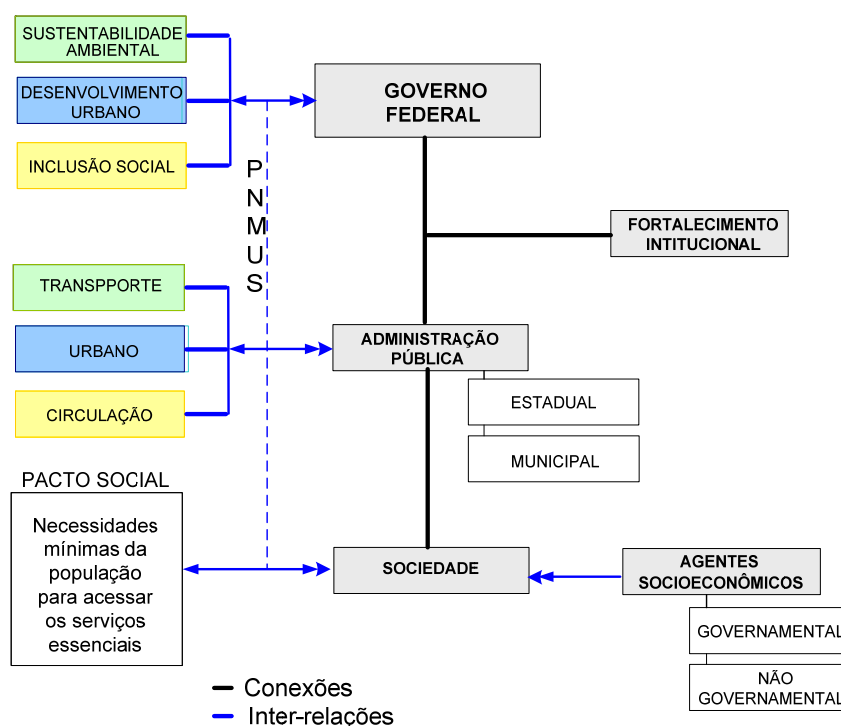 SUSTENTABILIDADE
AMBIENTAL
DESENVOLVIMENTO
URBANO
INCLUSÃO SOCIAL
GOVERNO
FEDERAL
PNMUS
FORTALECIMENTO
INTITUCIONAL
TRANSPPORTE
URBANO
CIRCULAÇÃO
ADMINISTRAÇÃO
PÚBLICA
ESTADUAL
MUNICIPAL
PACTO SOCIAL
Necessidades
mínimas da
população
para acessar
os serviços
essenciais
SOCIEDADE
AGENTES
SOCIOECONÔMICOS
GOVERNAMENTAL
NÃO
GOVERNAMENTAL
Conexões
Inter-relações